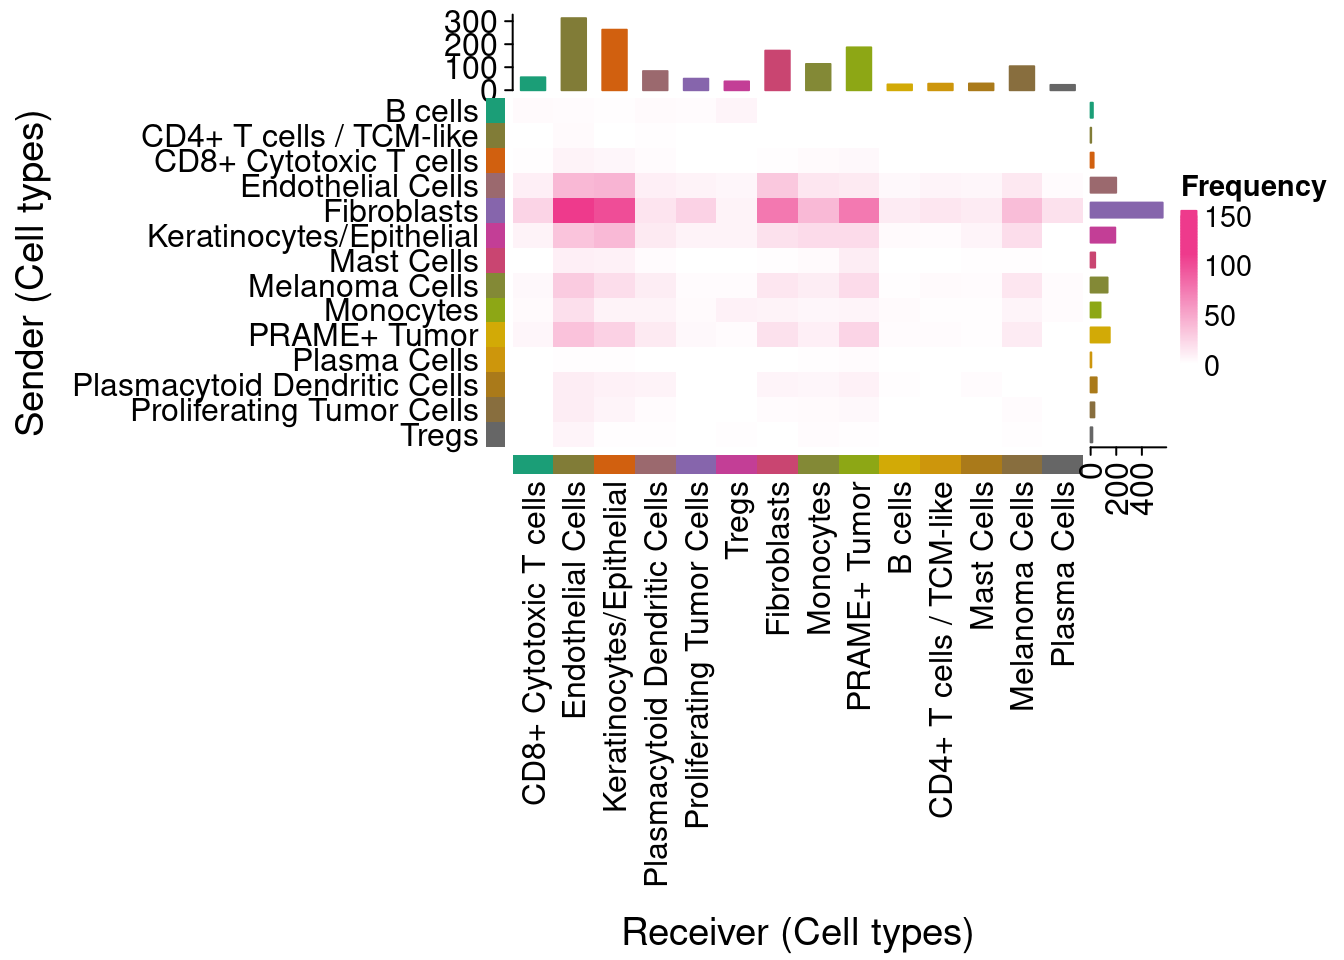 300
200
100
0
Sender (Cell types)
B cells
CD4+ T cells / TCM-like
CD8+ Cytotoxic T cells
Endothelial Cells
Fibroblasts
Keratinocytes/Epithelial
Mast Cells
Melanoma Cells
Monocytes
PRAME+ Tumor
Plasma Cells
Plasmacytoid Dendritic Cells
Proliferating Tumor Cells
Tregs
Frequency
150
100
50
0
0
200
400
CD8+ Cytotoxic T cells
Endothelial Cells
Keratinocytes/Epithelial
Plasmacytoid Dendritic Cells
Proliferating Tumor Cells
Tregs
Fibroblasts
Monocytes
PRAME+ Tumor
B cells
CD4+ T cells / TCM-like
Mast Cells
Melanoma Cells
Plasma Cells
Receiver (Cell types)